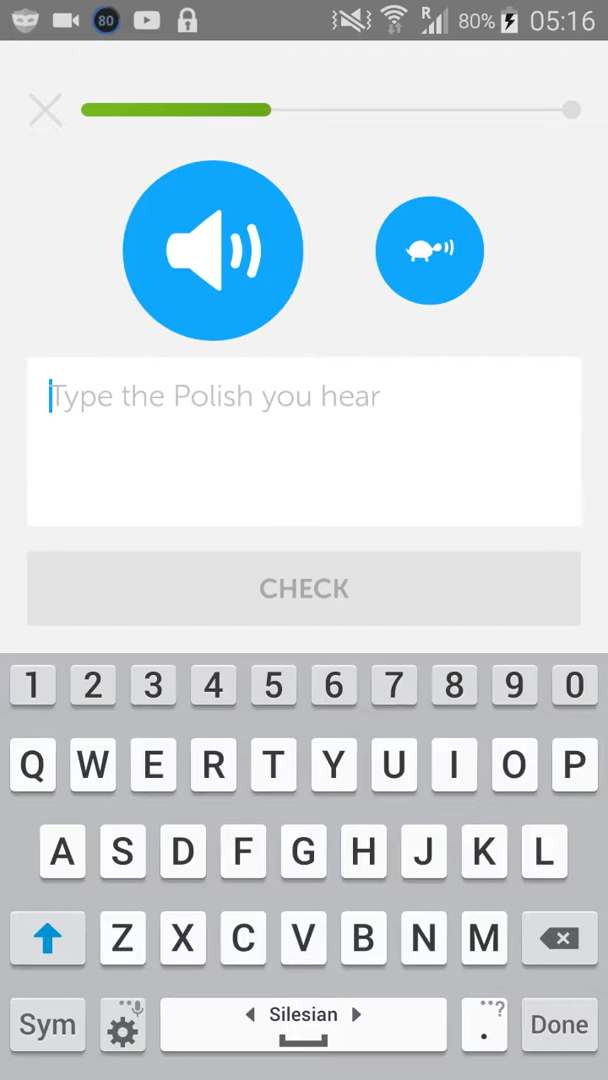 80 R 80% 05:16
Type the Polish you hear
CHECK
1 2 3 4 5 6 7 8 9 0
Q W E R T Y U I O P
A S D F G H J K L
Z X C V B N M
Sym Silesian . ? Done